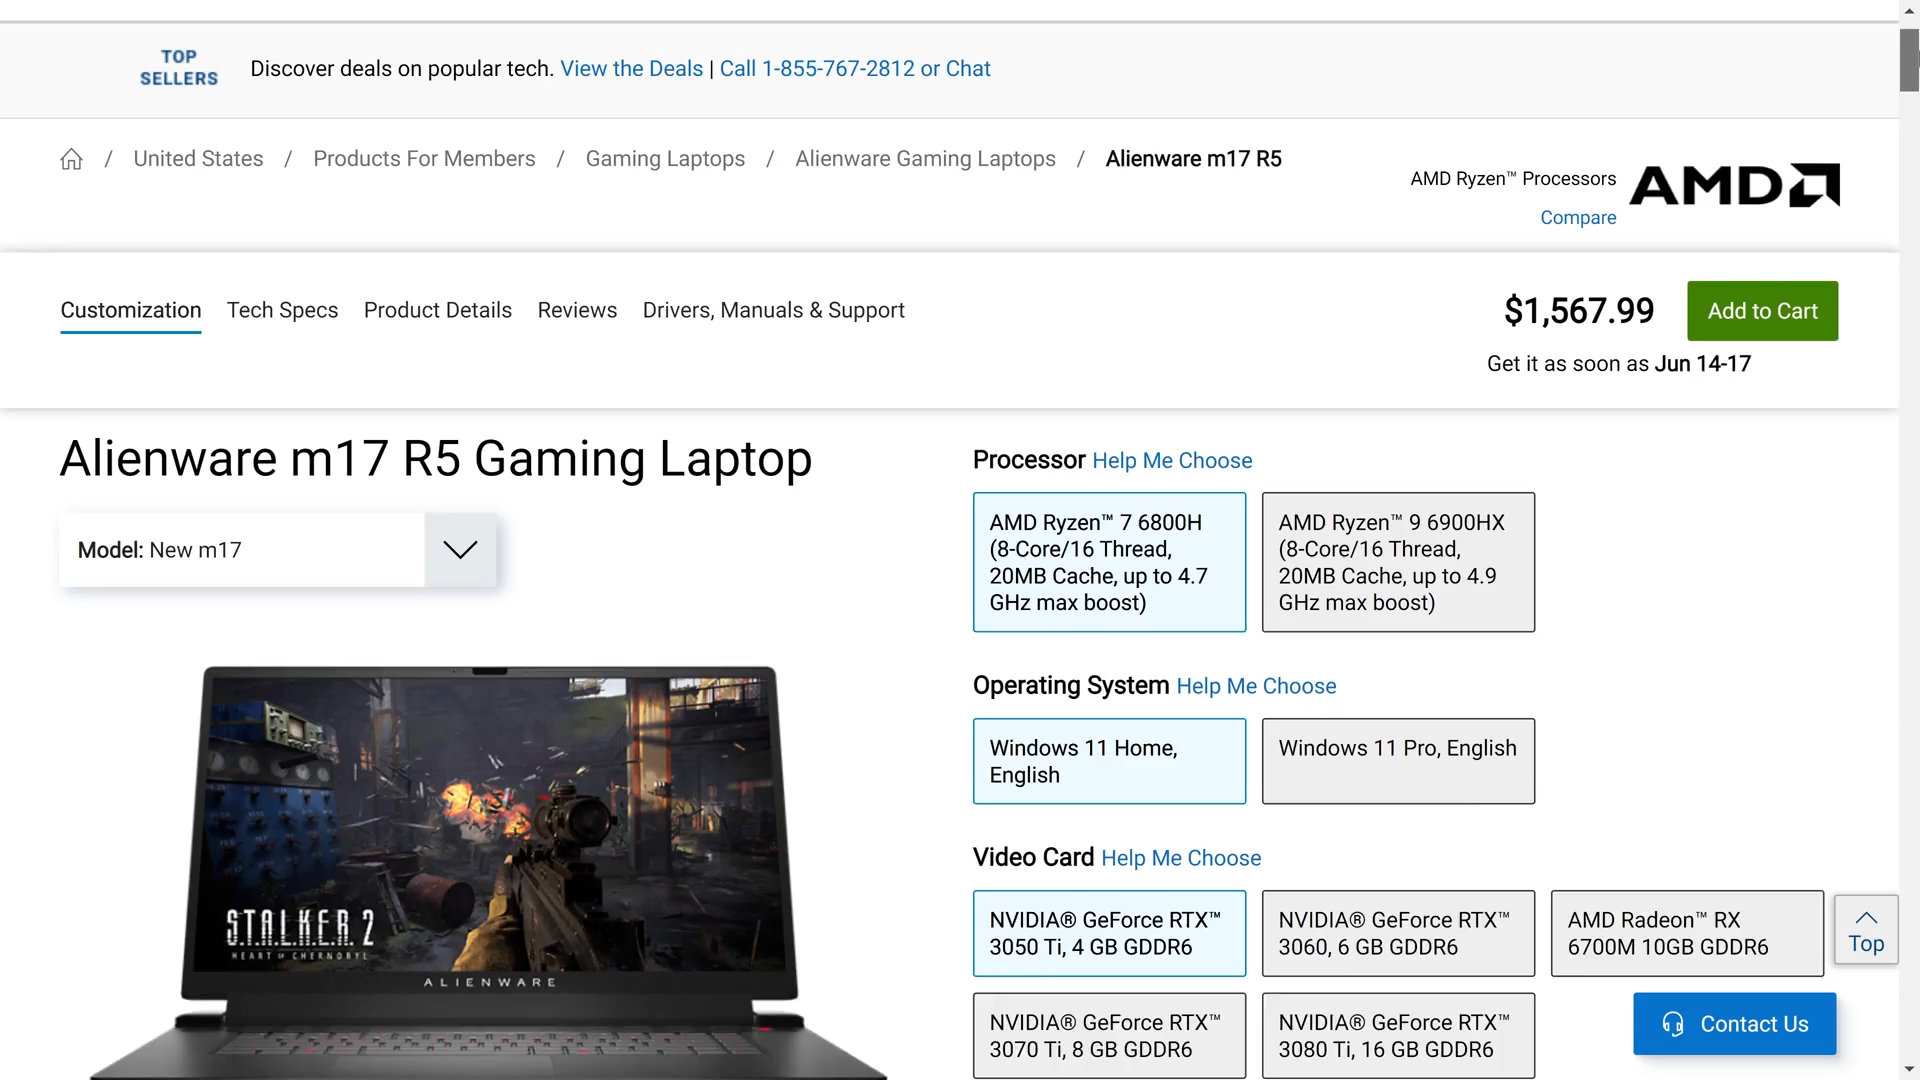 TOP
SELLERS
Discover deals on popular tech. View the Deals | Call 1-855-767-2812 or Chat
/ United States / Products For Members / Gaming Laptops / Alienware Gaming Laptops / Alienware m17 R5
AMD Ryzen™ Processors
Compare
AMD
Customization Tech Specs Product Details Reviews Drivers, Manuals & Support
$1,567.99
Add to Cart
Get it as soon as Jun 14-17
Alienware m17 R5 Gaming Laptop
Model: New m17
S.T.A.L.K.E.R. 2
HEART OF CHERNOBYL
ALIENWARE
Processor Help Me Choose
AMD Ryzen™ 7 6800H
(8-Core/16 Thread,
20MB Cache, up to 4.7
GHz max boost)
AMD Ryzen™ 9 6900HX
(8-Core/16 Thread,
20MB Cache, up to 4.9
GHz max boost)
Operating System Help Me Choose
Windows 11 Home,
English
Windows 11 Pro, English
Video Card Help Me Choose
NVIDIA® GeForce RTX™
3050 Ti, 4 GB GDDR6
NVIDIA® GeForce RTX™
3060, 6 GB GDDR6
AMD Radeon™ RX
6700M 10GB GDDR6
NVIDIA® GeForce RTX™
3070 Ti, 8 GB GDDR6
NVIDIA® GeForce RTX™
3080 Ti, 16 GB GDDR6
Top
Contact Us